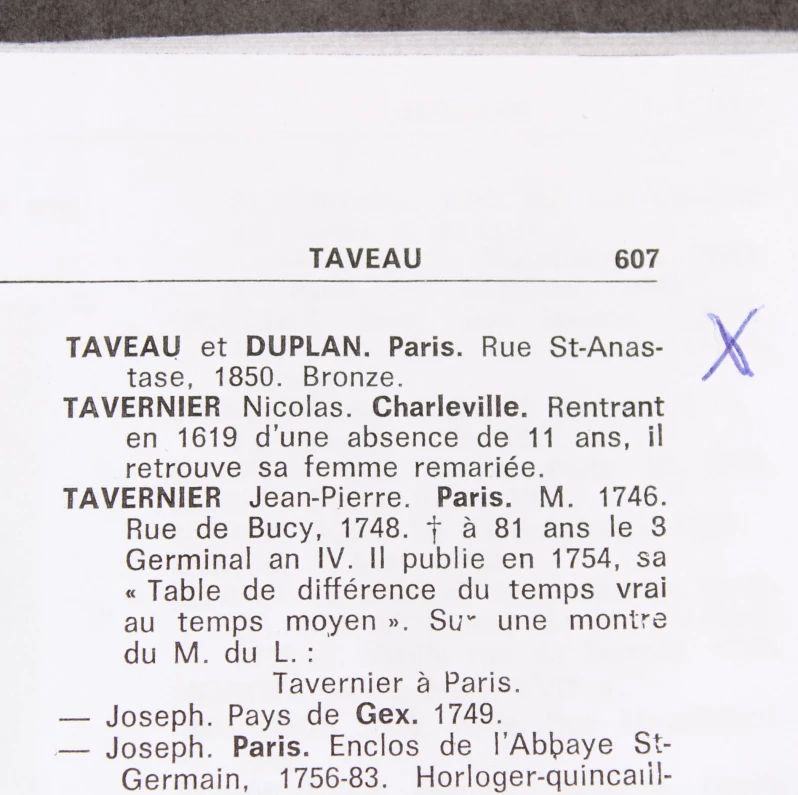 TAVEAU 607
TAVEAU et DUPLAN. Paris. Rue St-Anas-
tase, 1850. Bronze.
TAVERNIER Nicolas. Charleville. Rentrant
en 1619 d'une absence de 11 ans, il
retrouve sa femme remariée.
TAVERNIER Jean-Pierre. Paris. M. 1746.
Rue de Bucy, 1748. † à 81 ans le 3
Germinal an IV. Il publie en 1754, sa
« Table de différence du temps vrai
au temps moyen ». Sur une montre
du M. du L. :
Tavernier à Paris.
— Joseph. Pays de Gex. 1749.
— Joseph. Paris. Enclos de l'Abbaye St-
Germain, 1756-83. Horloger-quincaill-